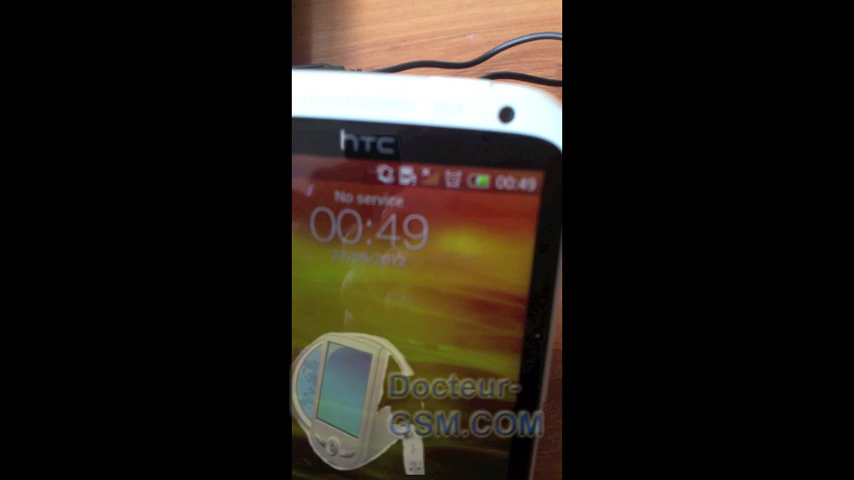 hTC
00:49
No service
00:49
Docteur-
GSM.COM